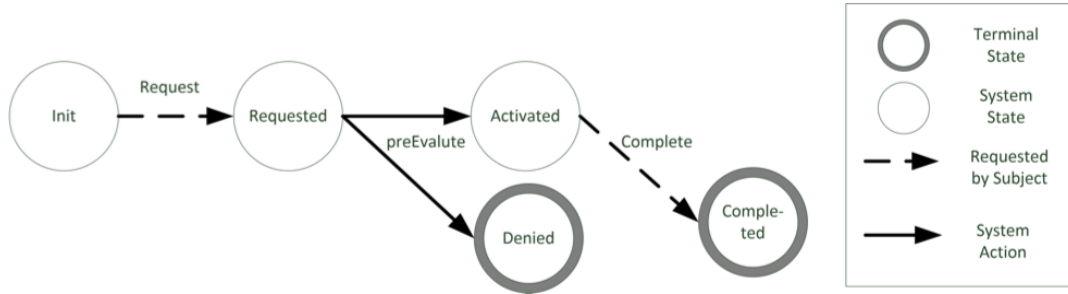 Init
Request
Requested
preEvalute
Activated
Denied
Complete
Comple-
ted
Terminal
State
System
State
Requested
by Subject
System
Action